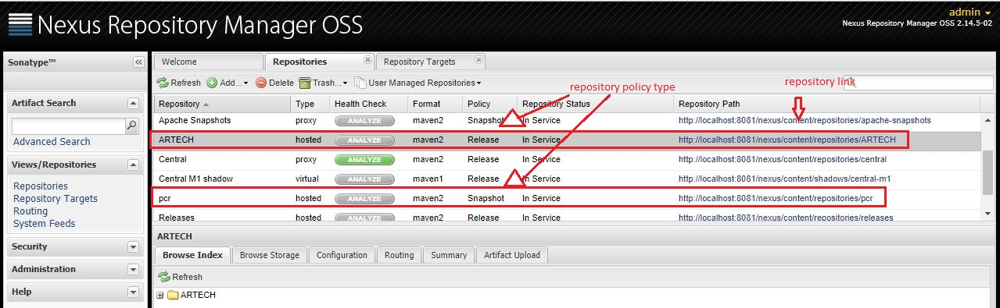 Nexus Repository Manager OSS
admin
Nexus Repository Manager OSS 2.14.5-02
Sonatype™
Welcome
Repositories
Repository Targets
Refresh Add... Delete Trash... User Managed Repositories
repository policy type
repository link
Artifact Search
Advanced Search
Views/Repositories
Repositories
Repository Targets
Routing
System Feeds
Security
Administration
Help
Repository Type Health Check Format Policy Repository Status Repository Path
Apache Snapshots proxy ANALYZE maven2 Snapshot In Service http://localhost:8081/nexus/content/repositories/apache-snapshots
ARTECH hosted ANALYZE maven2 Release In Service http://localhost:8081/nexus/content/repositories/ARTECH
Central proxy ANALYZE maven2 Release In Service http://localhost:8081/nexus/content/repositories/central
Central M1 shadow virtual ANALYZE maven1 Release In Service http://localhost:8081/nexus/content/shadows/central-m1
pcr hosted ANALYZE maven2 Snapshot In Service http://localhost:8081/nexus/content/repositories/pcr
Releases hosted ANALYZE maven2 Release In Service http://localhost:8081/nexus/content/repositories/releases
ARTECH
Browse Index Browse Storage Configuration Routing Summary Artifact Upload
Refresh
ARTECH